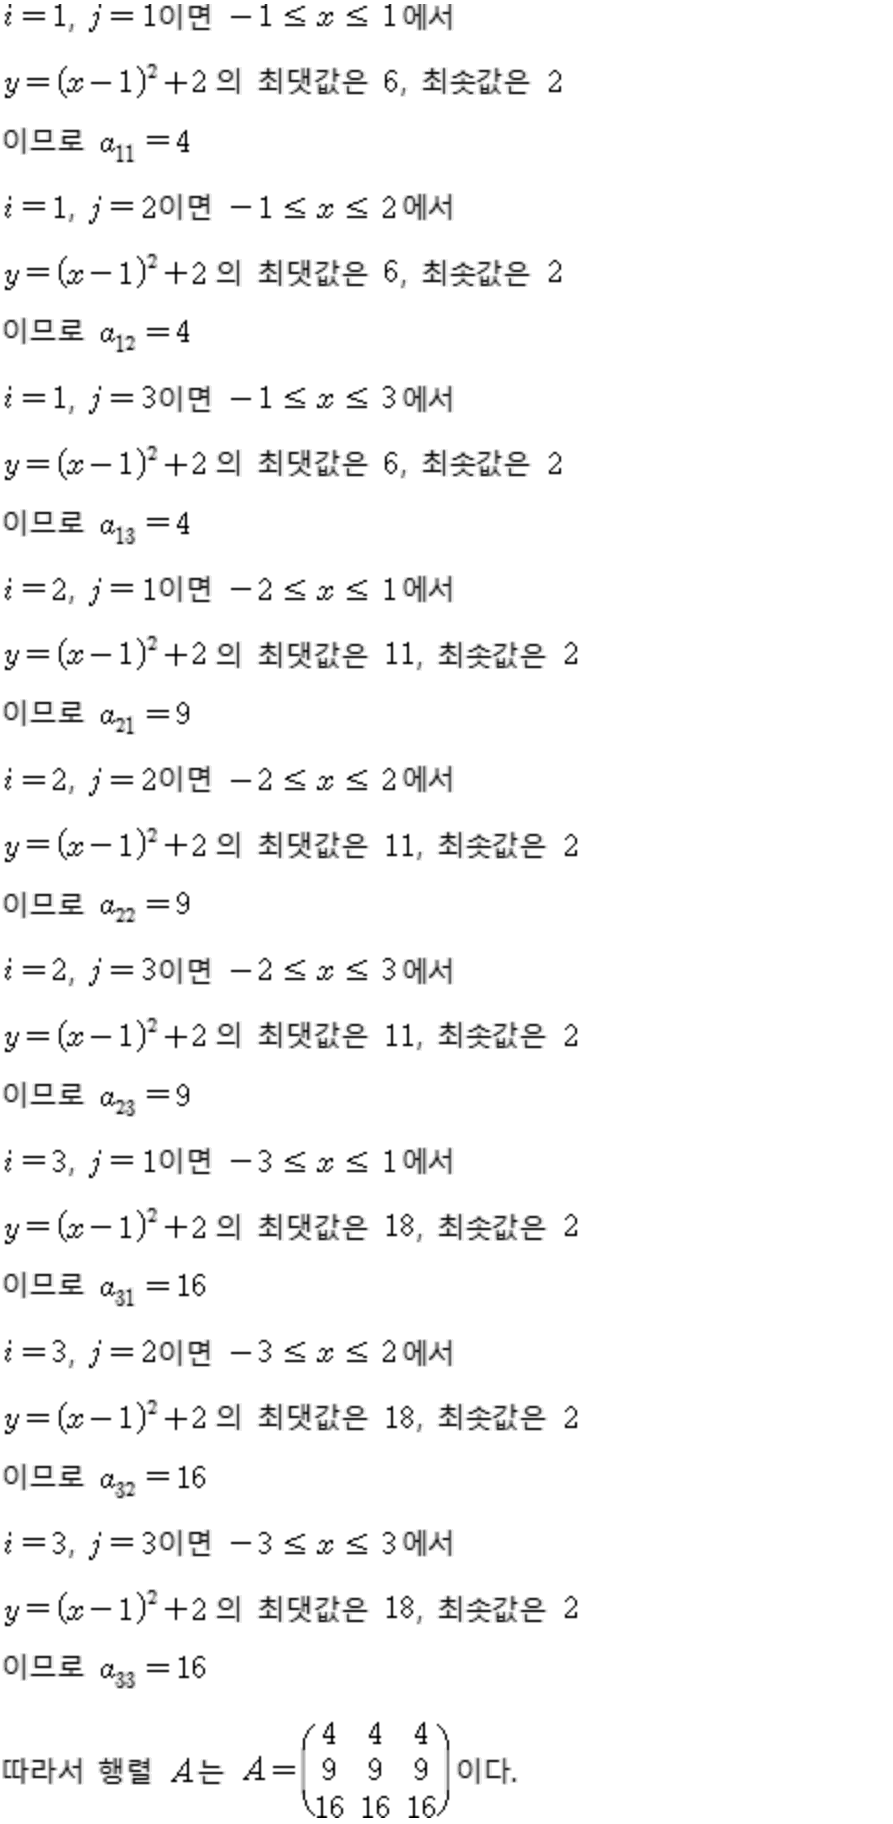 i=1, j=1이면 -1≤x≤1에서
y=(x-1)²+2의 최댓값은 6, 최솟값은 2
이므로 a₁₁=4
i=1, j=2이면 -1≤x≤2에서
y=(x-1)²+2의 최댓값은 6, 최솟값은 2
이므로 a₁₂=4
i=1, j=3이면 -1≤x≤3에서
y=(x-1)²+2의 최댓값은 6, 최솟값은 2
이므로 a₁₃=4
i=2, j=1이면 -2≤x≤1에서
y=(x-1)²+2의 최댓값은 11, 최솟값은 2
이므로 a₂₁=9
i=2, j=2이면 -2≤x≤2에서
y=(x-1)²+2의 최댓값은 11, 최솟값은 2
이므로 a₂₂=9
i=2, j=3이면 -2≤x≤3에서
y=(x-1)²+2의 최댓값은 11, 최솟값은 2
이므로 a₂₃=9
i=3, j=1이면 -3≤x≤1에서
y=(x-1)²+2의 최댓값은 18, 최솟값은 2
이므로 a₃₁=16
i=3, j=2이면 -3≤x≤2에서
y=(x-1)²+2의 최댓값은 18, 최솟값은 2
이므로 a₃₂=16
i=3, j=3이면 -3≤x≤3에서
y=(x-1)²+2의 최댓값은 18, 최솟값은 2
이므로 a₃₃=16
4 4 4
따라서 행렬 A는 A=(9 9 9)이다.
16 16 16